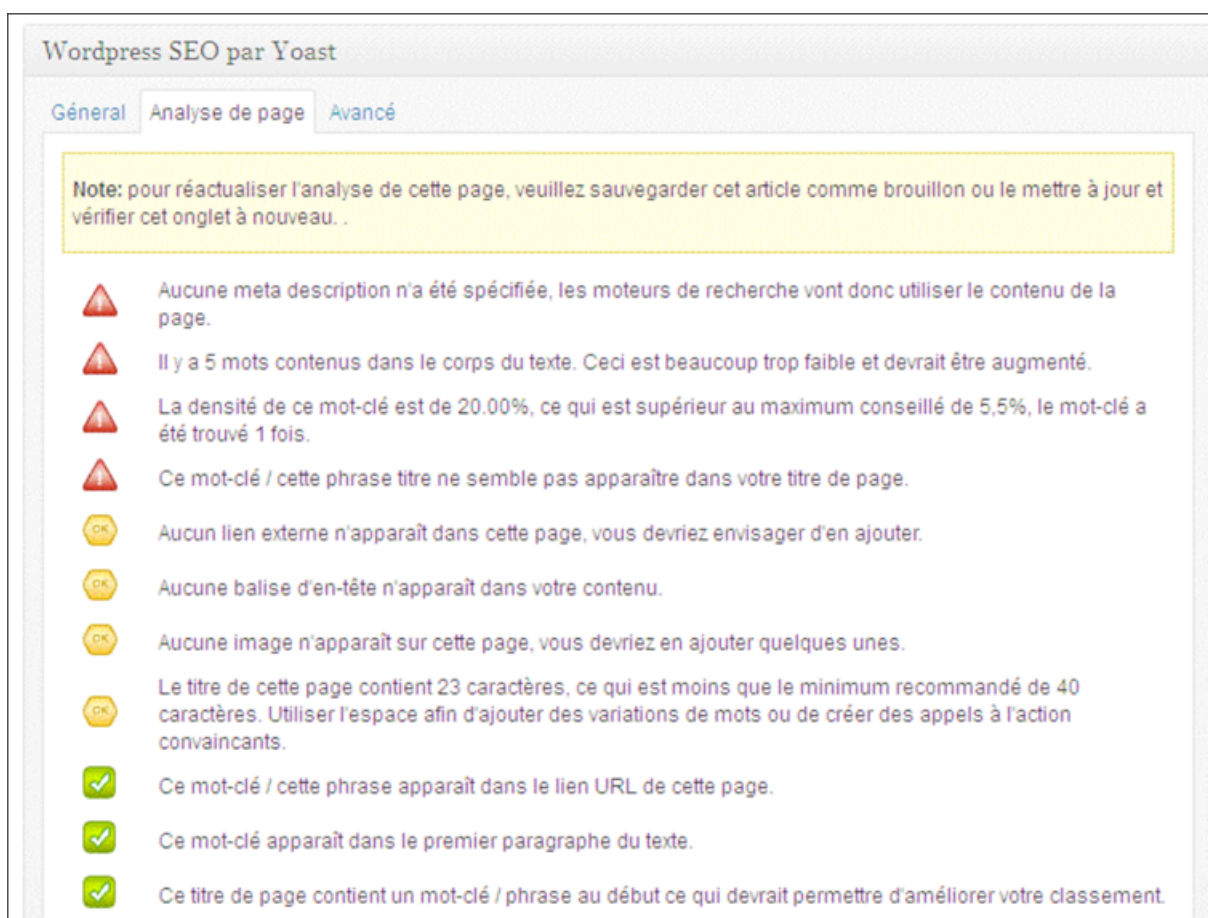 Wordpress SEO par Yoast
Géneral Analyse de page Avancé
Note: pour réactualiser l'analyse de cette page, veuillez sauvegarder cet article comme brouillon ou le mettre à jour et
vérifier cet onglet à nouveau. .
Aucune meta description n'a été spécifiée, les moteurs de recherche vont donc utiliser le contenu de la
page.
Il y a 5 mots contenus dans le corps du texte. Ceci est beaucoup trop faible et devrait être augmenté.
La densité de ce mot-clé est de 20.00%, ce qui est supérieur au maximum conseillé de 5,5%, le mot-clé a
été trouvé 1 fois.
Ce mot-clé / cette phrase titre ne semble pas apparaître dans votre titre de page.
OK Aucun lien externe n'apparaît dans cette page, vous devriez envisager d'en ajouter.
OK Aucune balise d'en-tête n'apparaît dans votre contenu.
OK Aucune image n'apparaît sur cette page, vous devriez en ajouter quelques unes.
Le titre de cette page contient 23 caractères, ce qui est moins que le minimum recommandé de 40
OK caractères. Utiliser l'espace afin d'ajouter des variations de mots ou de créer des appels à l'action
convaincants.
Ce mot-clé / cette phrase apparaît dans le lien URL de cette page.
Ce mot-clé apparaît dans le premier paragraphe du texte.
Ce titre de page contient un mot-clé / phrase au début ce qui devrait permettre d'améliorer votre classement.